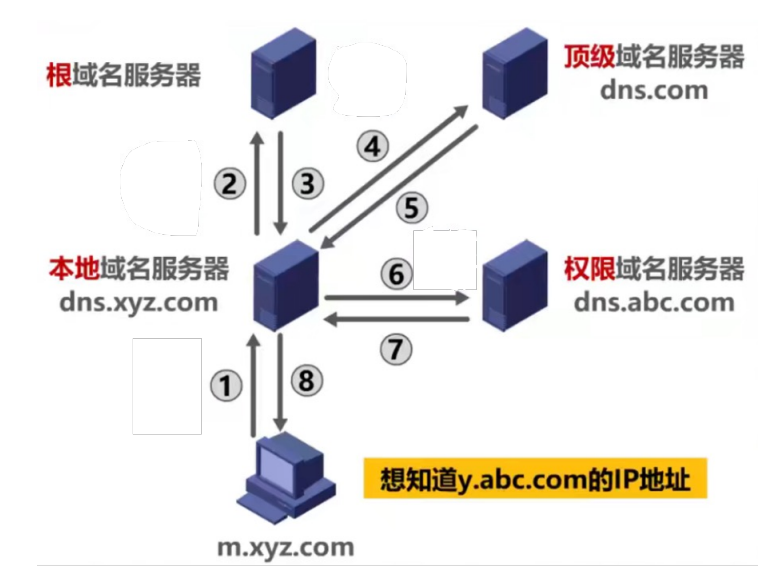 根域名服务器
顶级域名服务器
dns.com
④
②
③
⑤
本地域名服务器
dns.xyz.com
⑥
权限域名服务器
dns.abc.com
⑦
①
⑧
想知道y.abc.com的IP地址
m.xyz.com